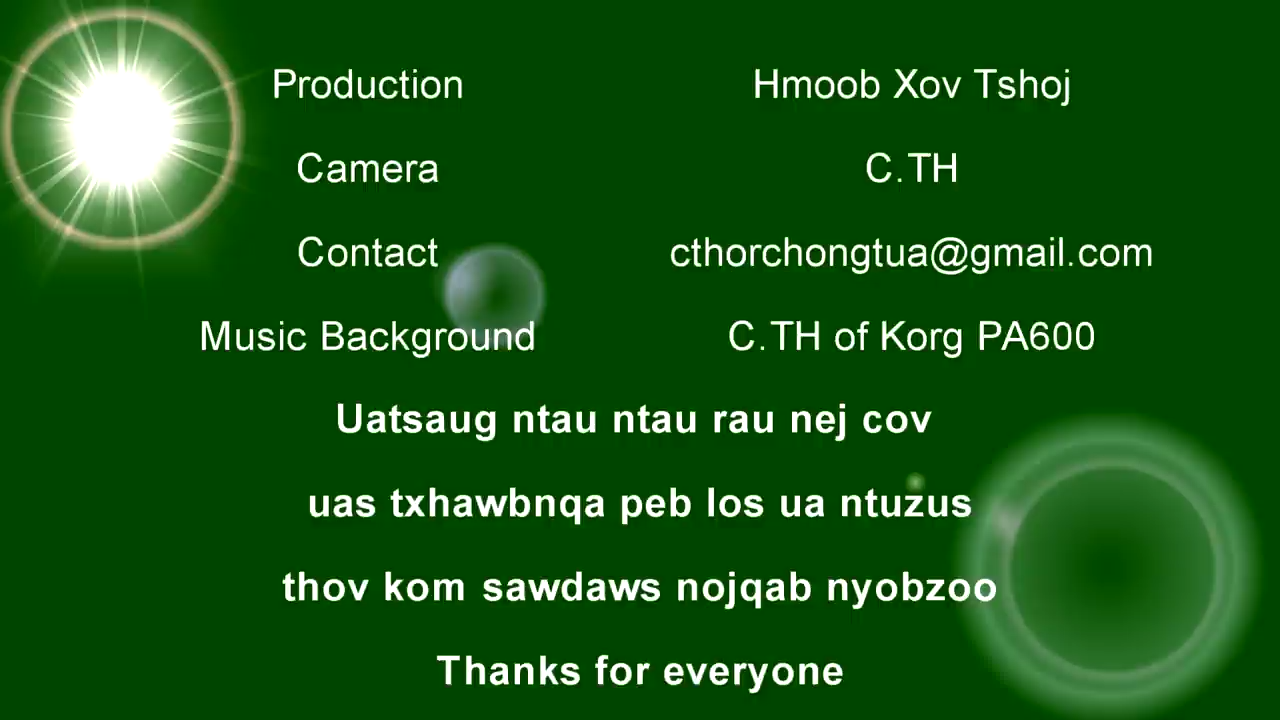 Production Hmoob Xov Tshoj
Camera C.TH
Contact cthorchongtua@gmail.com
Music Background C.TH of Korg PA600
Uatsaug ntau ntau rau nej cov
uas txhawbnqa peb los ua ntuzus
thov kom sawdaws nojqab nyobzoo
Thanks for everyone